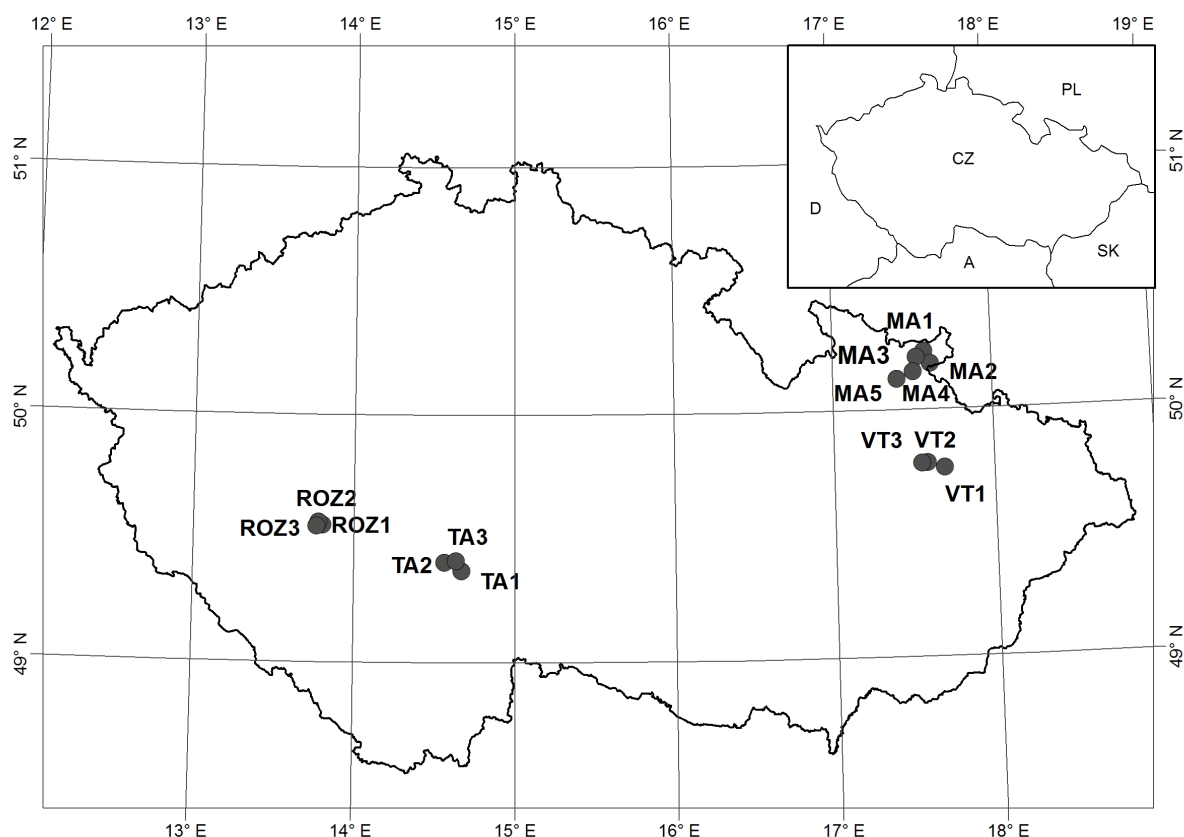 12° E 13° E 14° E 15° E 16° E 17° E 18° E 19° E
PL
CZ
D
SK
A
51° N 51° N
MA1
MA3
MA2
MA5 MA4
50° N 50° N
VT3 VT2
VT1
ROZ2
ROZ3 ROZ1
TA3
TA2
TA1
49° N 49° N
13° E 14° E 15° E 16° E 17° E 18° E